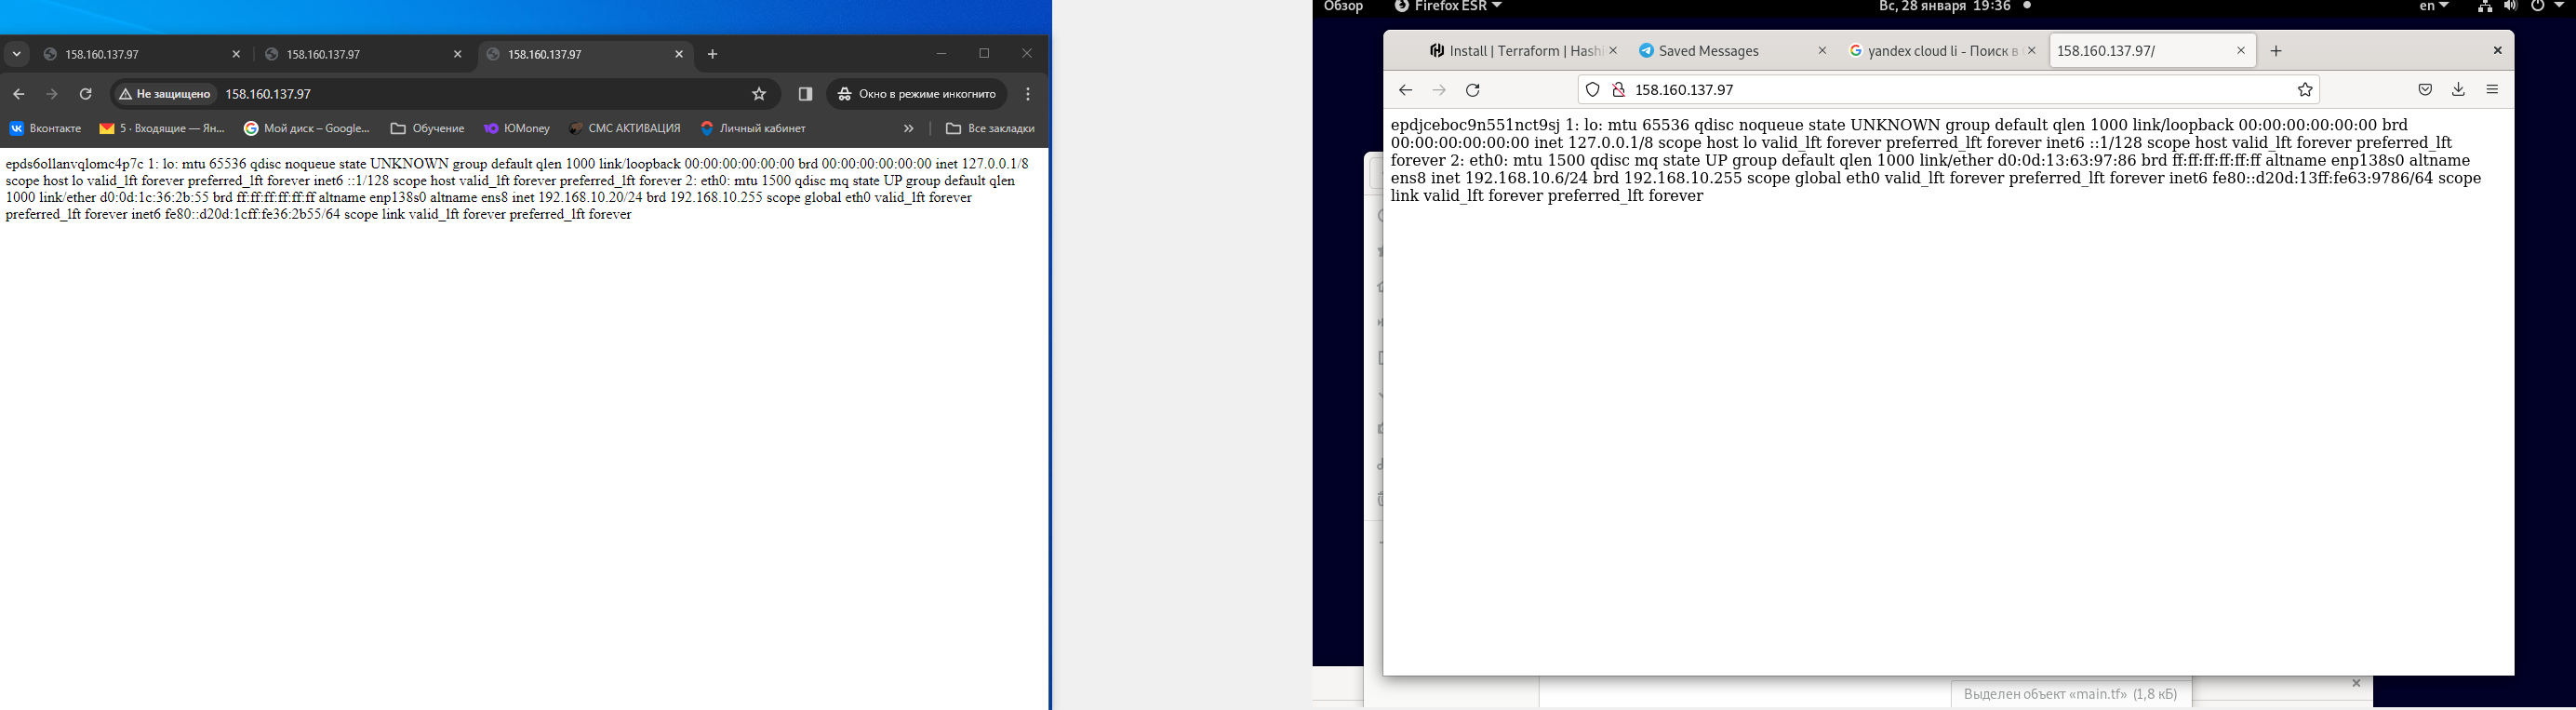 158.160.137.97
158.160.137.97
158.160.137.97
Не защищено 158.160.137.97
Окно в режиме инкогнито
Вконтакте 5 · Входящие — Ян... Мой диск – Google... Обучение ЮMoney СМС АКТИВАЦИЯ Личный кабинет » Все закладки
epds6ollanvqlomc4p7c 1: lo: mtu 65536 qdisc noqueue state UNKNOWN group default qlen 1000 link/loopback 00:00:00:00:00:00 brd 00:00:00:00:00:00 inet 127.0.0.1/8
scope host lo valid_lft forever preferred_lft forever inet6 ::1/128 scope host valid_lft forever preferred_lft forever 2: eth0: mtu 1500 qdisc mq state UP group default qlen
1000 link/ether d0:0d:1c:36:2b:55 brd ff:ff:ff:ff:ff:ff altname enp138s0 altname ens8 inet 192.168.10.20/24 brd 192.168.10.255 scope global eth0 valid_lft forever
preferred_lft forever inet6 fe80::d20d:1cff:fe36:2b55/64 scope link valid_lft forever preferred_lft forever
Обзор Firefox ESR Вс, 28 января 19:36 en
Install | Terraform | Hashi
Saved Messages
yandex cloud li - Поиск в
158.160.137.97/
158.160.137.97
epdjceboc9n551nct9sj 1: lo: mtu 65536 qdisc noqueue state UNKNOWN group default qlen 1000 link/loopback 00:00:00:00:00:00 brd
00:00:00:00:00:00 inet 127.0.0.1/8 scope host lo valid_lft forever preferred_lft forever inet6 ::1/128 scope host valid_lft forever preferred_lft
forever 2: eth0: mtu 1500 qdisc mq state UP group default qlen 1000 link/ether d0:0d:13:63:97:86 brd ff:ff:ff:ff:ff:ff altname enp138s0 altname
ens8 inet 192.168.10.6/24 brd 192.168.10.255 scope global eth0 valid_lft forever preferred_lft forever inet6 fe80::d20d:13ff:fe63:9786/64 scope
link valid_lft forever preferred_lft forever
Выделен объект «main.tf» (1,8 кБ)